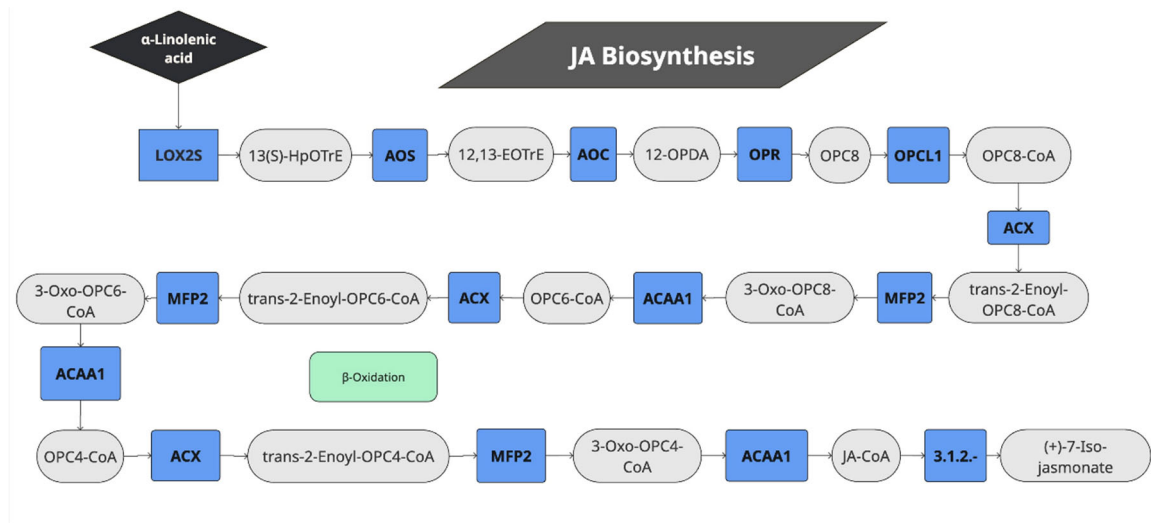 α-Linolenic
acid
JA Biosynthesis
LOX2S
13(S)-HpOTrE
AOS
12,13-EOTrE
AOC
12-OPDA
OPR
OPC8
OPCL1
OPC8-CoA
ACX
trans-2-Enoyl-
OPC8-CoA
MFP2
3-Oxo-OPC8-
CoA
ACAA1
OPC6-CoA
ACX
trans-2-Enoyl-OPC6-CoA
MFP2
3-Oxo-OPC6-
CoA
ACAA1
β-Oxidation
OPC4-CoA
ACX
trans-2-Enoyl-OPC4-CoA
MFP2
3-Oxo-OPC4-
CoA
ACAA1
JA-CoA
3.1.2.-
(+)-7-Iso-
jasmonate